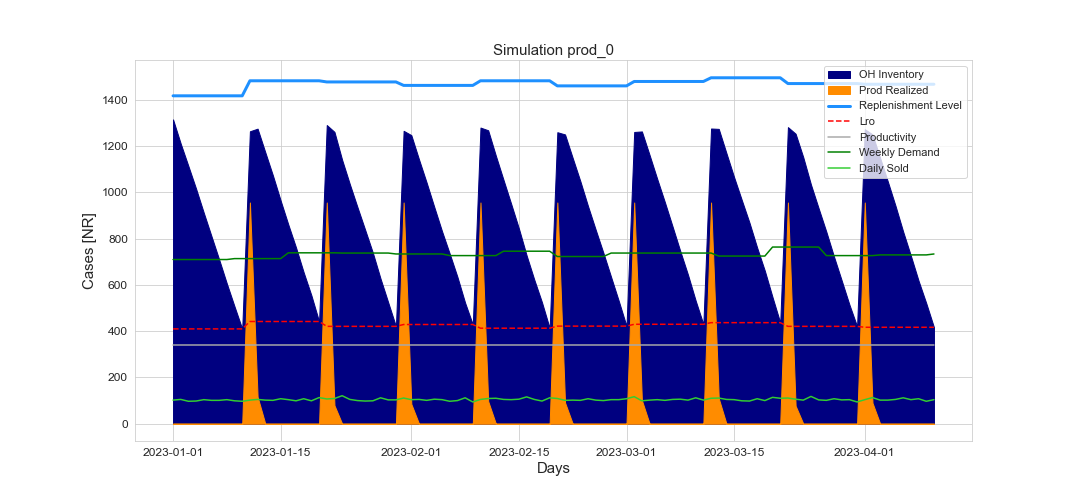 Simulation prod_0
OH Inventory
Prod Realized
Replenishment Level
Lro
Productivity
Weekly Demand
Daily Sold
Cases [NR]
1400
1200
1000
800
600
400
200
0
2023-01-01 2023-01-15 2023-02-01 2023-02-15 2023-03-01 2023-03-15 2023-04-01
Days